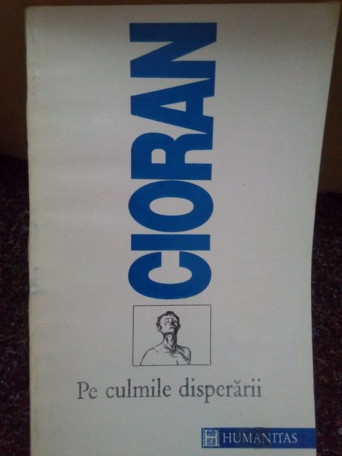 CIORAN
Pe culmile disperării
HUMANITAS